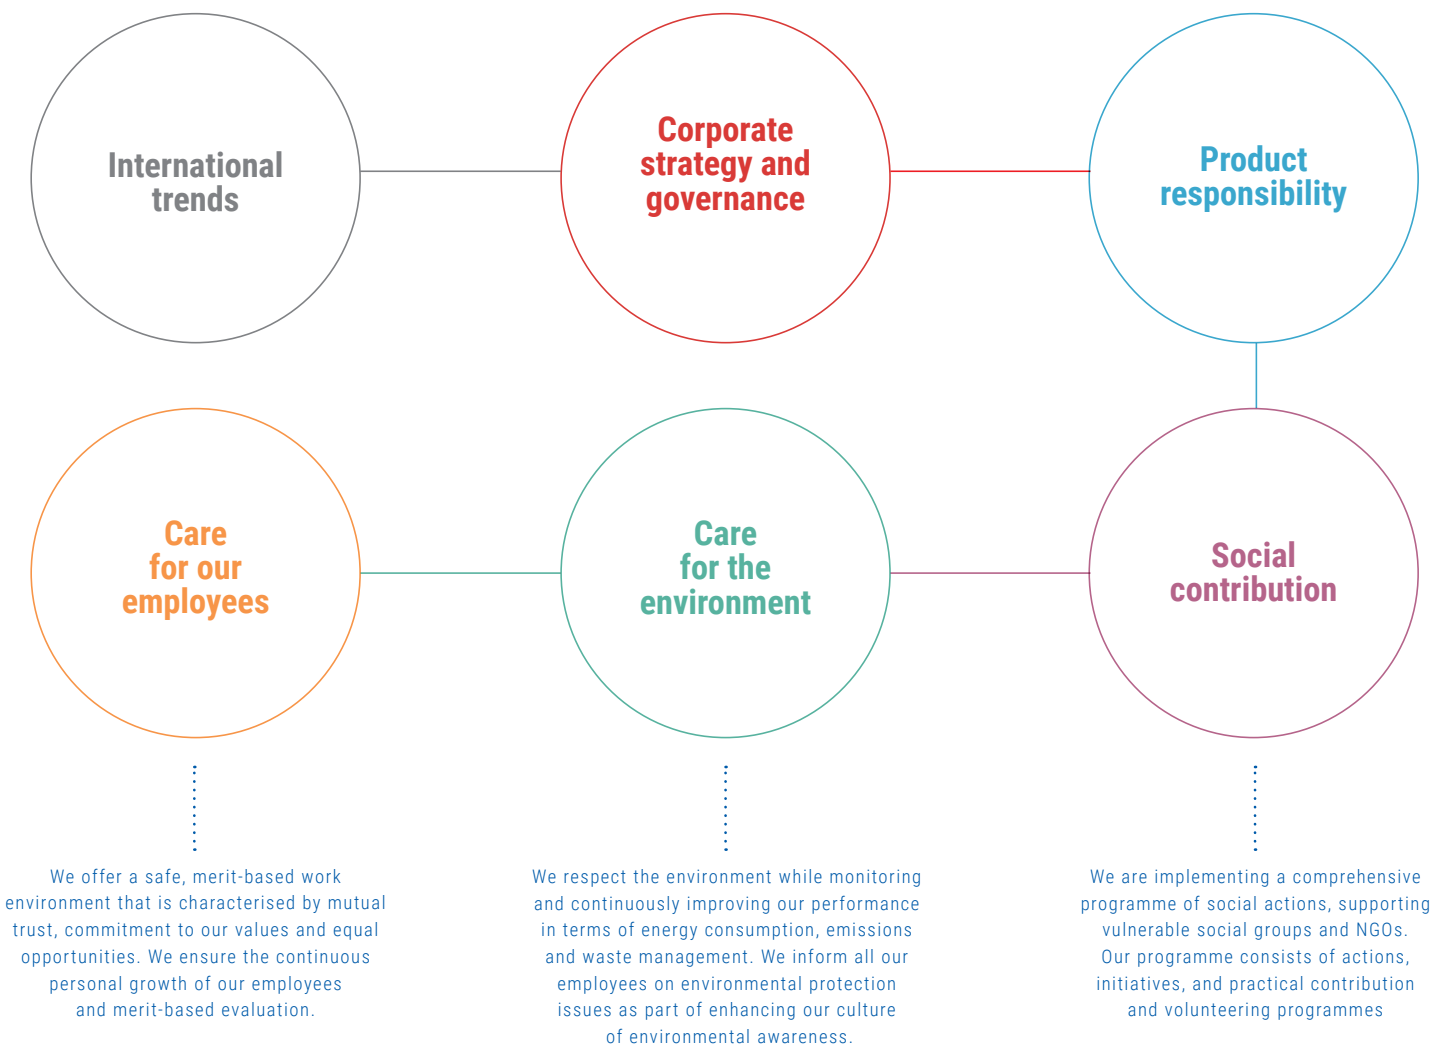 International
trends
Corporate
strategy and
governance
Product
responsibility
Care
for our
employees
Care
for the
environment
Social
contribution
We offer a safe, merit-based work
environment that is characterised by mutual
trust, commitment to our values and equal
opportunities. We ensure the continuous
personal growth of our employees
and merit-based evaluation.
We respect the environment while monitoring
and continuously improving our performance
in terms of energy consumption, emissions
and waste management. We inform all our
employees on environmental protection
issues as part of enhancing our culture
of environmental awareness.
We are implementing a comprehensive
programme of social actions, supporting
vulnerable social groups and NGOs.
Our programme consists of actions,
initiatives, and practical contribution
and volunteering programmes